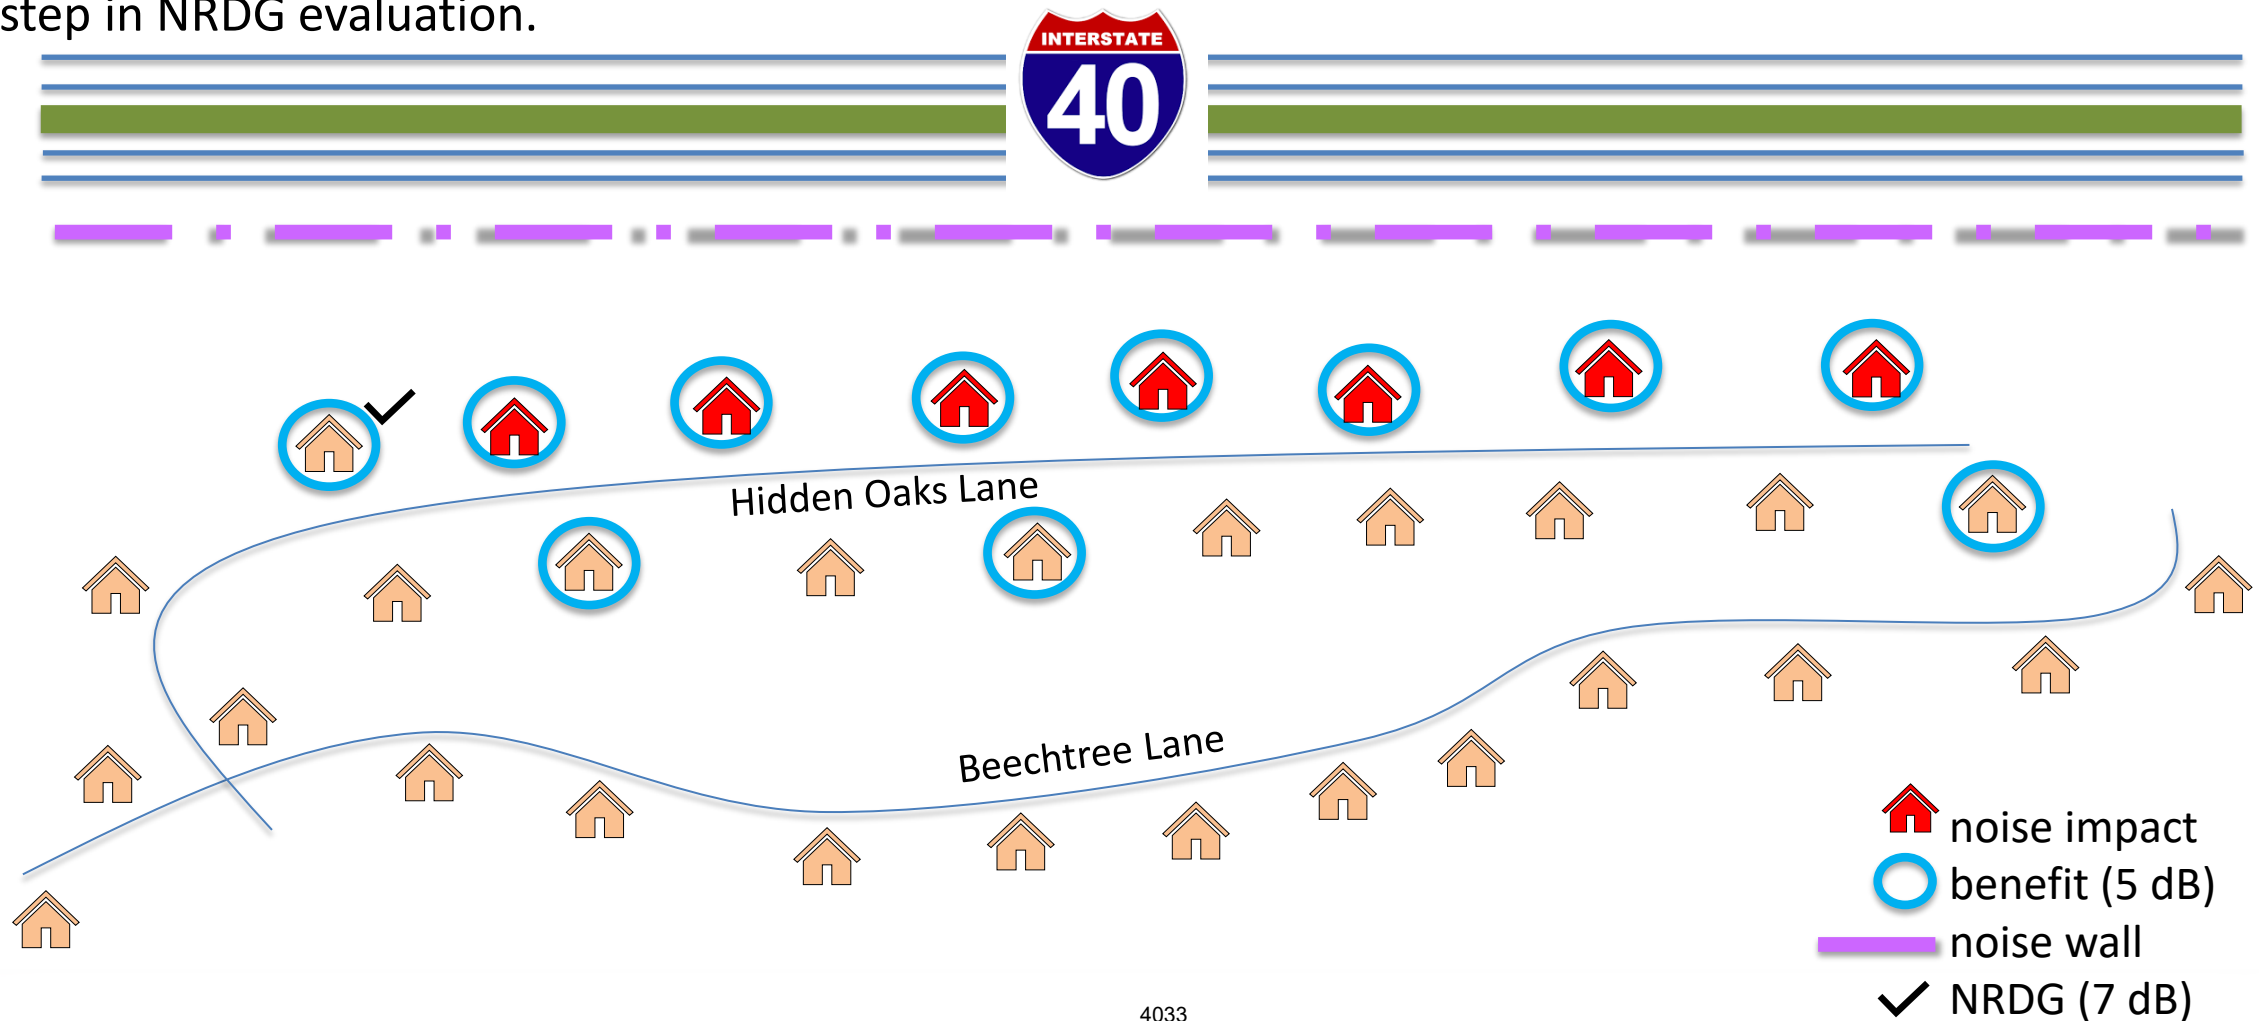 step in NRDG evaluation.
INTERSTATE
40
Hidden Oaks Lane
Beechtree Lane
noise impact
benefit (5 dB)
noise wall
NRDG (7 dB)
4033